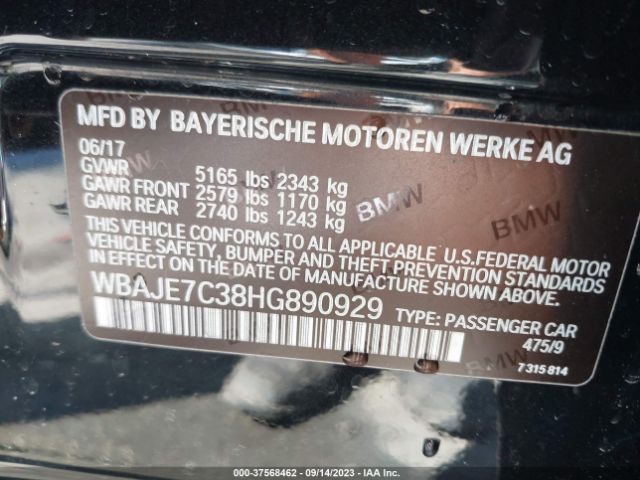 MFD BY BAYERISCHE MOTOREN WERKE AG
06/17
GVWR 5165 lbs 2343 kg
GAWR FRONT 2579 lbs 1170 kg
GAWR REAR 2740 lbs 1243 kg
THIS VEHICLE CONFORMS TO ALL APPLICABLE U.S.FEDERAL MOTOR
VEHICLE SAFETY, BUMPER AND THEFT PREVENTION STANDARDS
IN EFFECT ON THE DATE OF MANUFACTURE SHOWN ABOVE.
WBAJE7C38HG890929 TYPE: PASSENGER CAR
475/9
7 315 814
BMW
BMW
BMW
BMW
000-37568462 - 09/14/2023 - IAA Inc.